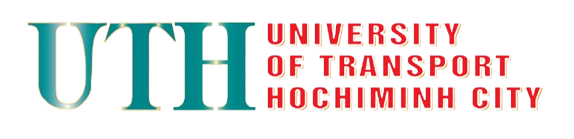 UTH
UNIVERSITY
OF TRANSPORT
HOCHIMINH CITY